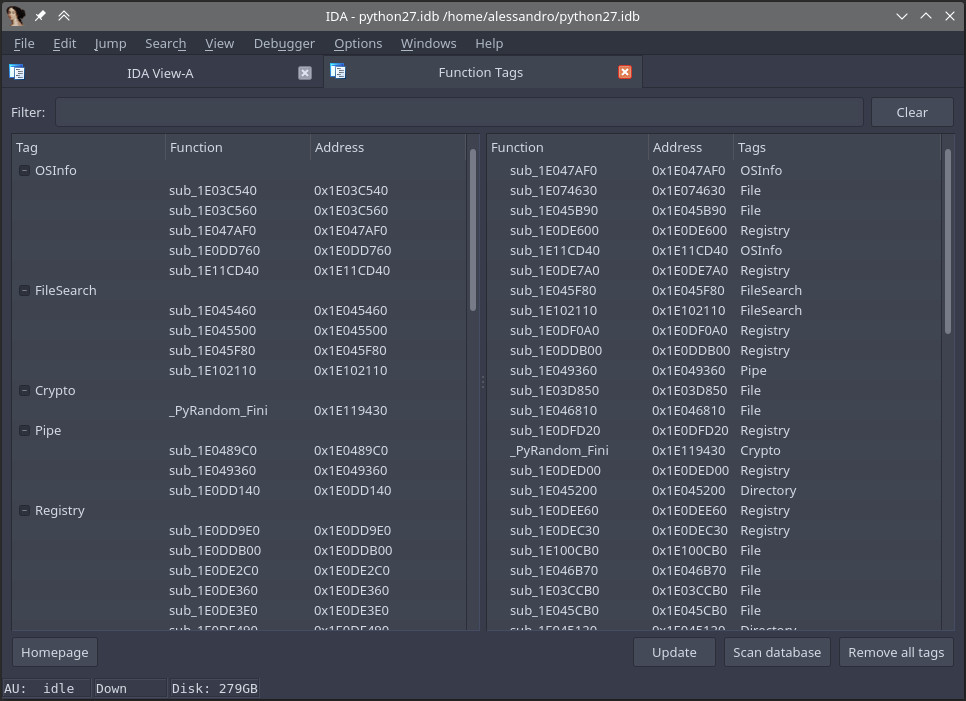 IDA - python27.idb /home/alessandro/python27.idb
File Edit Jump Search View Debugger Options Windows Help
IDA View-A Function Tags
Filter: Clear
Tag Function Address
OSInfo
sub_1E03C540 0x1E03C540
sub_1E03C560 0x1E03C560
sub_1E047AF0 0x1E047AF0
sub_1E0DD760 0x1E0DD760
sub_1E11CD40 0x1E11CD40
FileSearch
sub_1E045460 0x1E045460
sub_1E045500 0x1E045500
sub_1E045F80 0x1E045F80
sub_1E102110 0x1E102110
Crypto
_PyRandom_Fini 0x1E119430
Pipe
sub_1E0489C0 0x1E0489C0
sub_1E049360 0x1E049360
sub_1E0DD140 0x1E0DD140
Registry
sub_1E0DD9E0 0x1E0DD9E0
sub_1E0DDB00 0x1E0DDB00
sub_1E0DE2C0 0x1E0DE2C0
sub_1E0DE360 0x1E0DE360
sub_1E0DE3E0 0x1E0DE3E0
Function Address Tags
sub_1E047AF0 0x1E047AF0 OSInfo
sub_1E074630 0x1E074630 File
sub_1E045B90 0x1E045B90 File
sub_1E0DE600 0x1E0DE600 Registry
sub_1E11CD40 0x1E11CD40 OSInfo
sub_1E0DE7A0 0x1E0DE7A0 Registry
sub_1E045F80 0x1E045F80 FileSearch
sub_1E102110 0x1E102110 FileSearch
sub_1E0DF0A0 0x1E0DF0A0 Registry
sub_1E0DDB00 0x1E0DDB00 Registry
sub_1E049360 0x1E049360 Pipe
sub_1E03D850 0x1E03D850 File
sub_1E046810 0x1E046810 File
sub_1E0DFD20 0x1E0DFD20 Registry
_PyRandom_Fini 0x1E119430 Crypto
sub_1E0DED00 0x1E0DED00 Registry
sub_1E045200 0x1E045200 Directory
sub_1E0DEE60 0x1E0DEE60 Registry
sub_1E0DEC30 0x1E0DEC30 Registry
sub_1E100CB0 0x1E100CB0 File
sub_1E046B70 0x1E046B70 File
sub_1E03CCB0 0x1E03CCB0 File
sub_1E045CB0 0x1E045CB0 File
Homepage Update Scan database Remove all tags
AU: idle Down Disk: 279GB